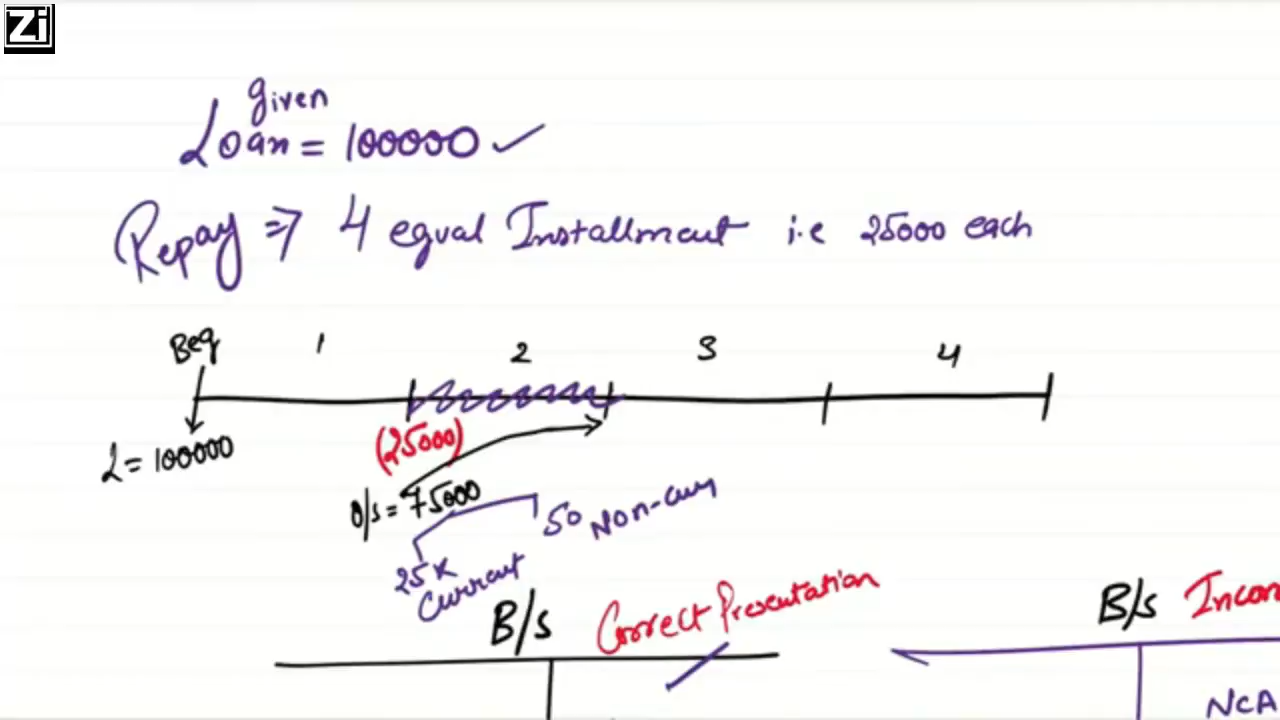 Zi
given
Loan = 100000 ✓
Repay => 4 equal Installment i.e 25000 each
Beg 1 2 3 4
L = 100000
(25000)
O/s = 75000
50 Non-curr
25K
Current
B/s Correct Presentation
B/s Incorr
NCA